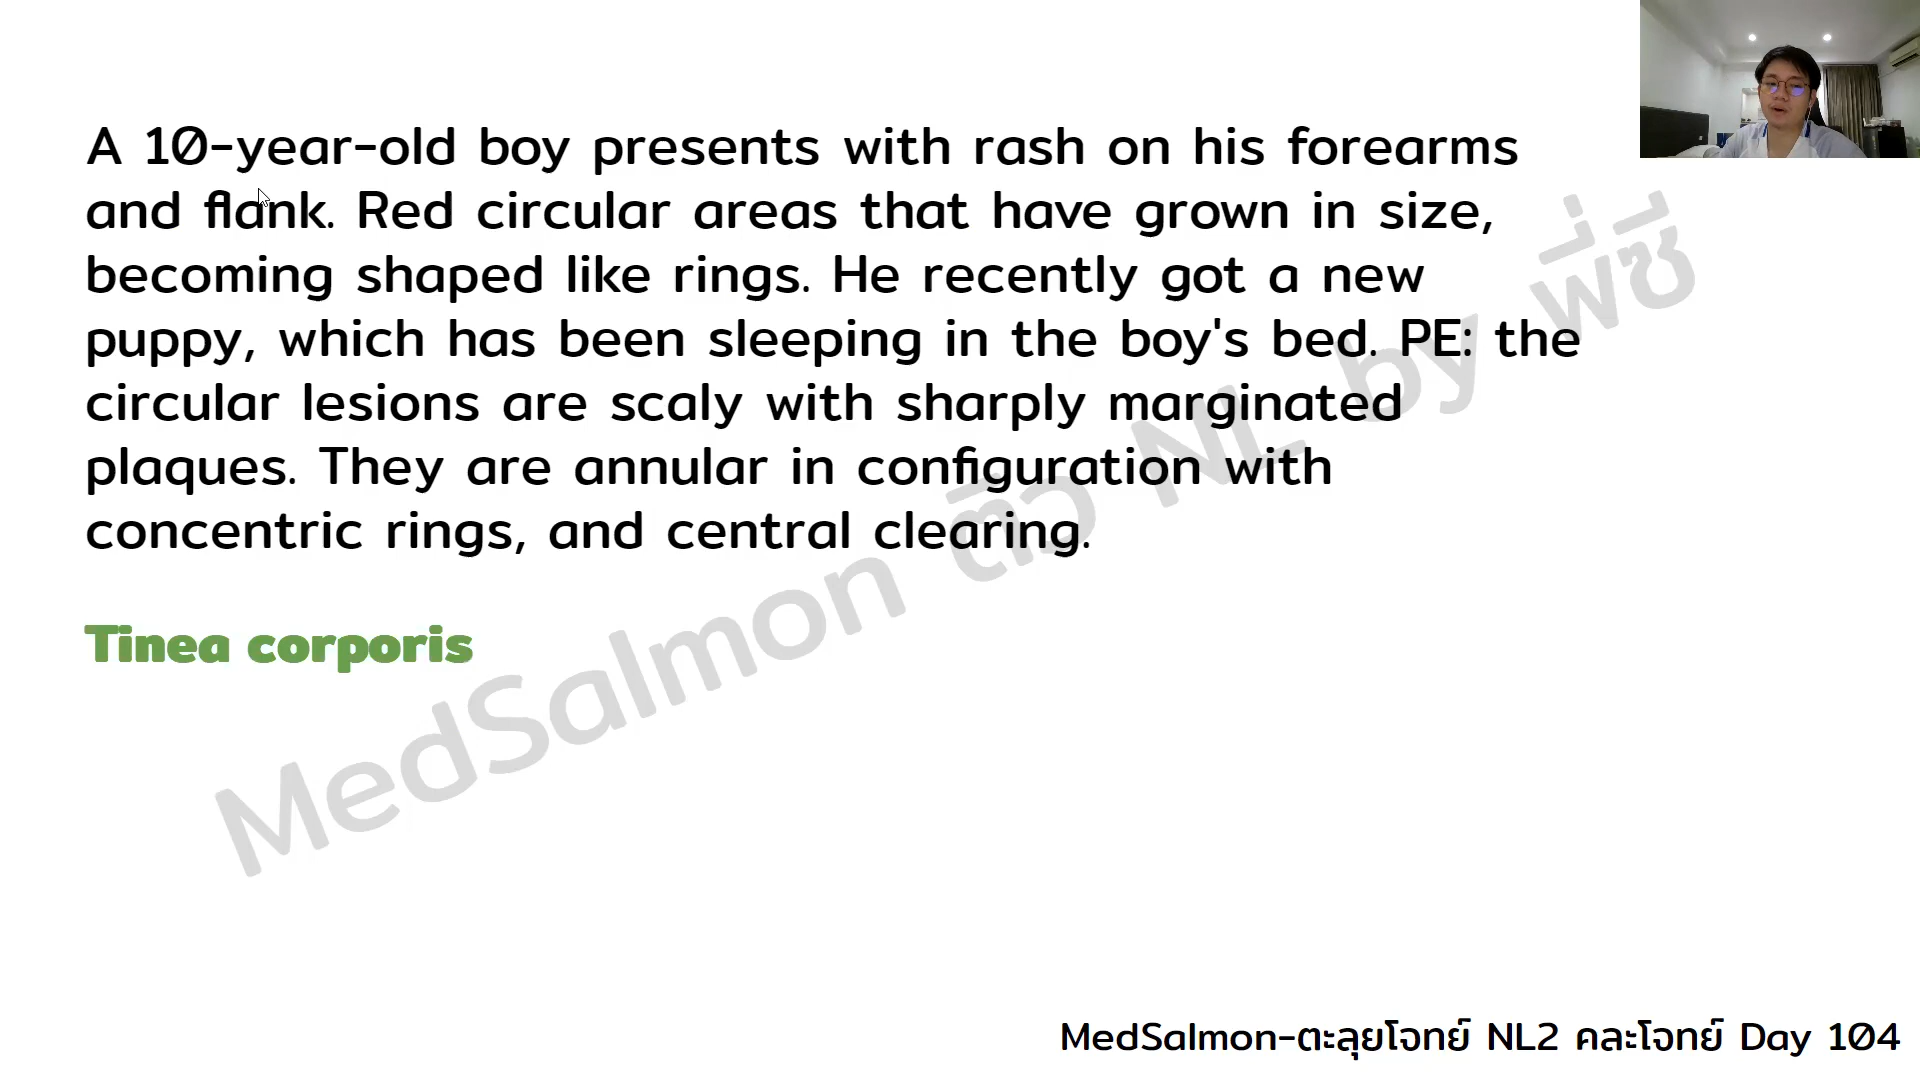 A 10-year-old boy presents with rash on his forearms
and flank. Red circular areas that have grown in size,
becoming shaped like rings. He recently got a new
puppy, which has been sleeping in the boy's bed. PE: the
circular lesions are scaly with sharply marginated
plaques. They are annular in configuration with
concentric rings, and central clearing.
Tinea corporis
MedSalmon ติว NL by พี่ซี
MedSalmon-ตะลุยโจทย์ NL2 คละโจทย์ Day 104